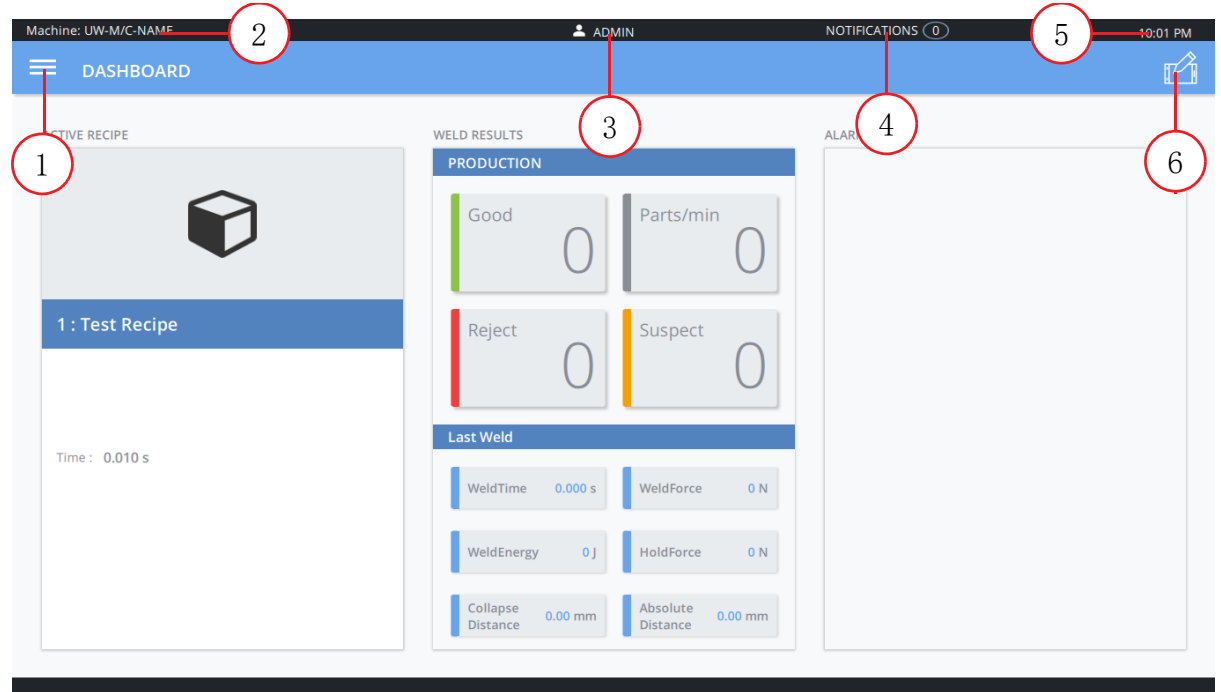 Machine: UW-M/C-NAME
2
ADMIN
NOTIFICATIONS 0
5
10:01 PM
DASHBOARD
1
3
4
6
ACTIVE RECIPE
1 : Test Recipe
Time : 0.010 s
WELD RESULTS
PRODUCTION
Good
0
Parts/min
0
Reject
0
Suspect
0
Last Weld
WeldTime 0.000 s
WeldForce 0 N
WeldEnergy 0 J
HoldForce 0 N
Collapse
Distance 0.00 mm
Absolute
Distance 0.00 mm